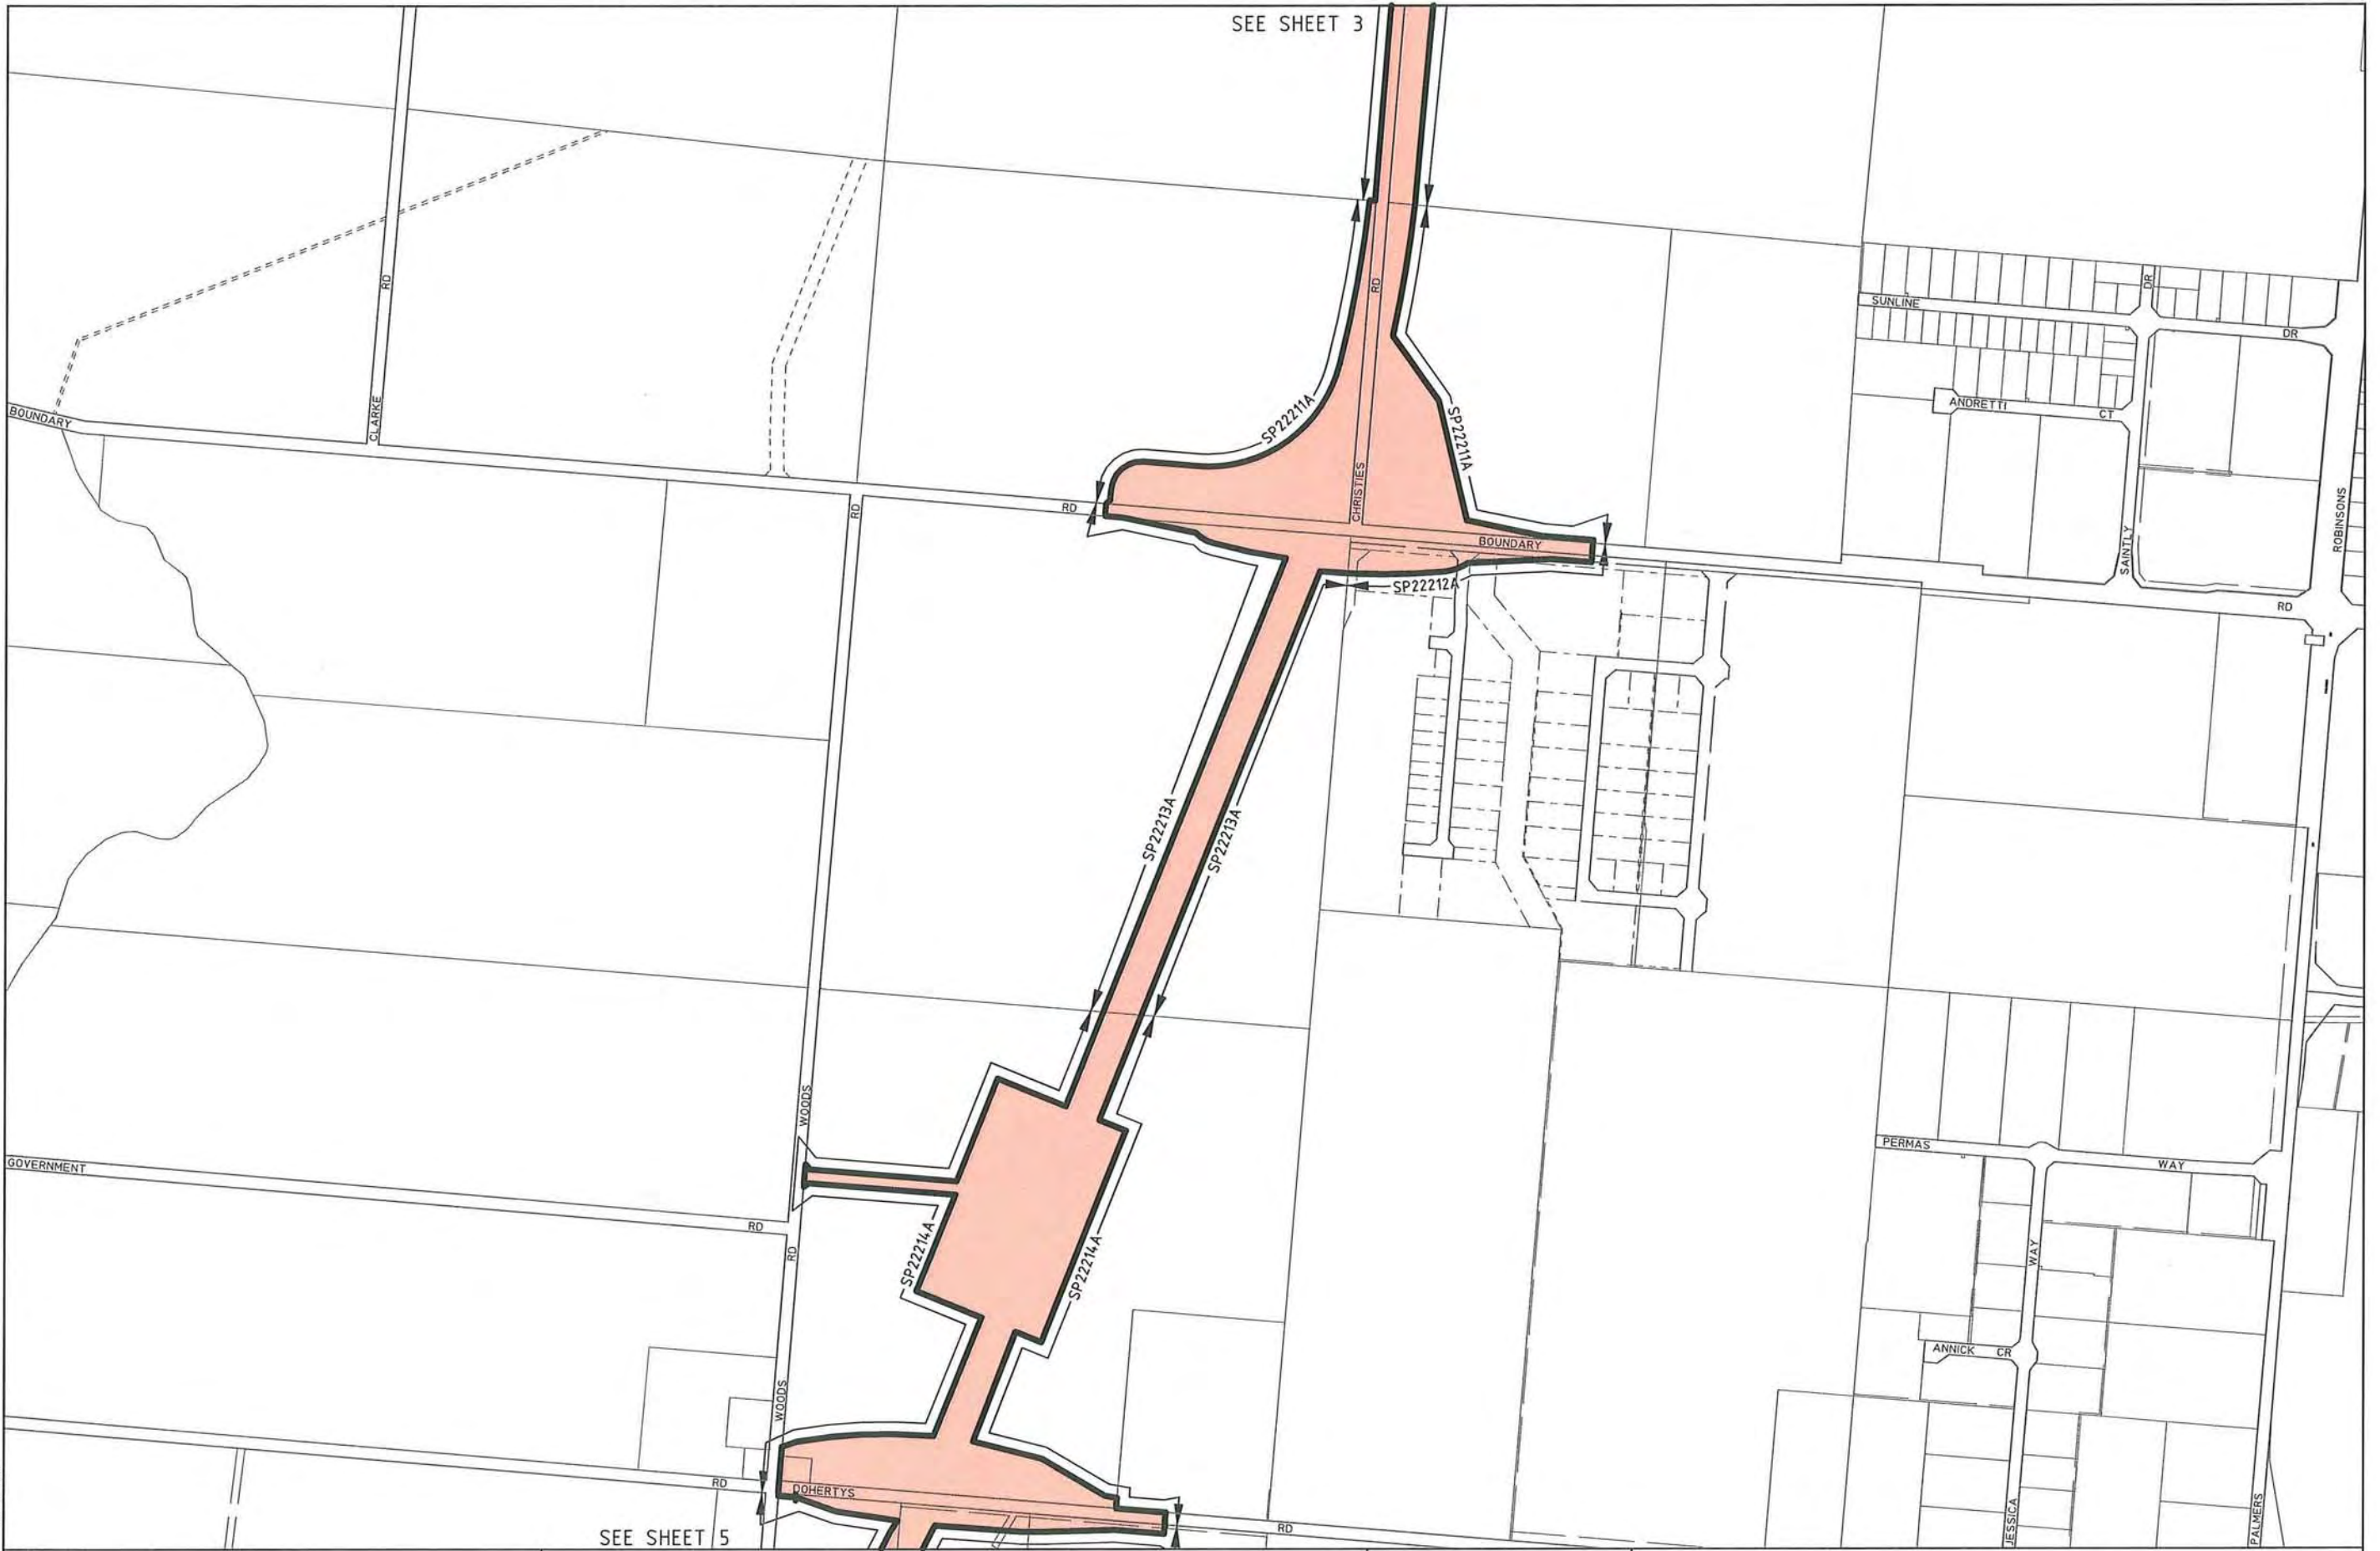 SEE SHEET 3
RD
RD
SUNLINE
DR
DR
ANDRETTI
CT
BOUNDARY
CLARKE
SP22211A
SP22211A
CHRISTIES
RD
RD
BOUNDARY
SAINTLY
ROBINSONS
SP22212A
RD
SP22213A
SP22213A
WOODS
GOVERNMENT
RD
RD
PERMAS
WAY
SP22214A
SP22214A
WAY
ANNICK
CR
WOODS
RD
DOHERTYS
RD
JESSICA
PALMERS
SEE SHEET 5